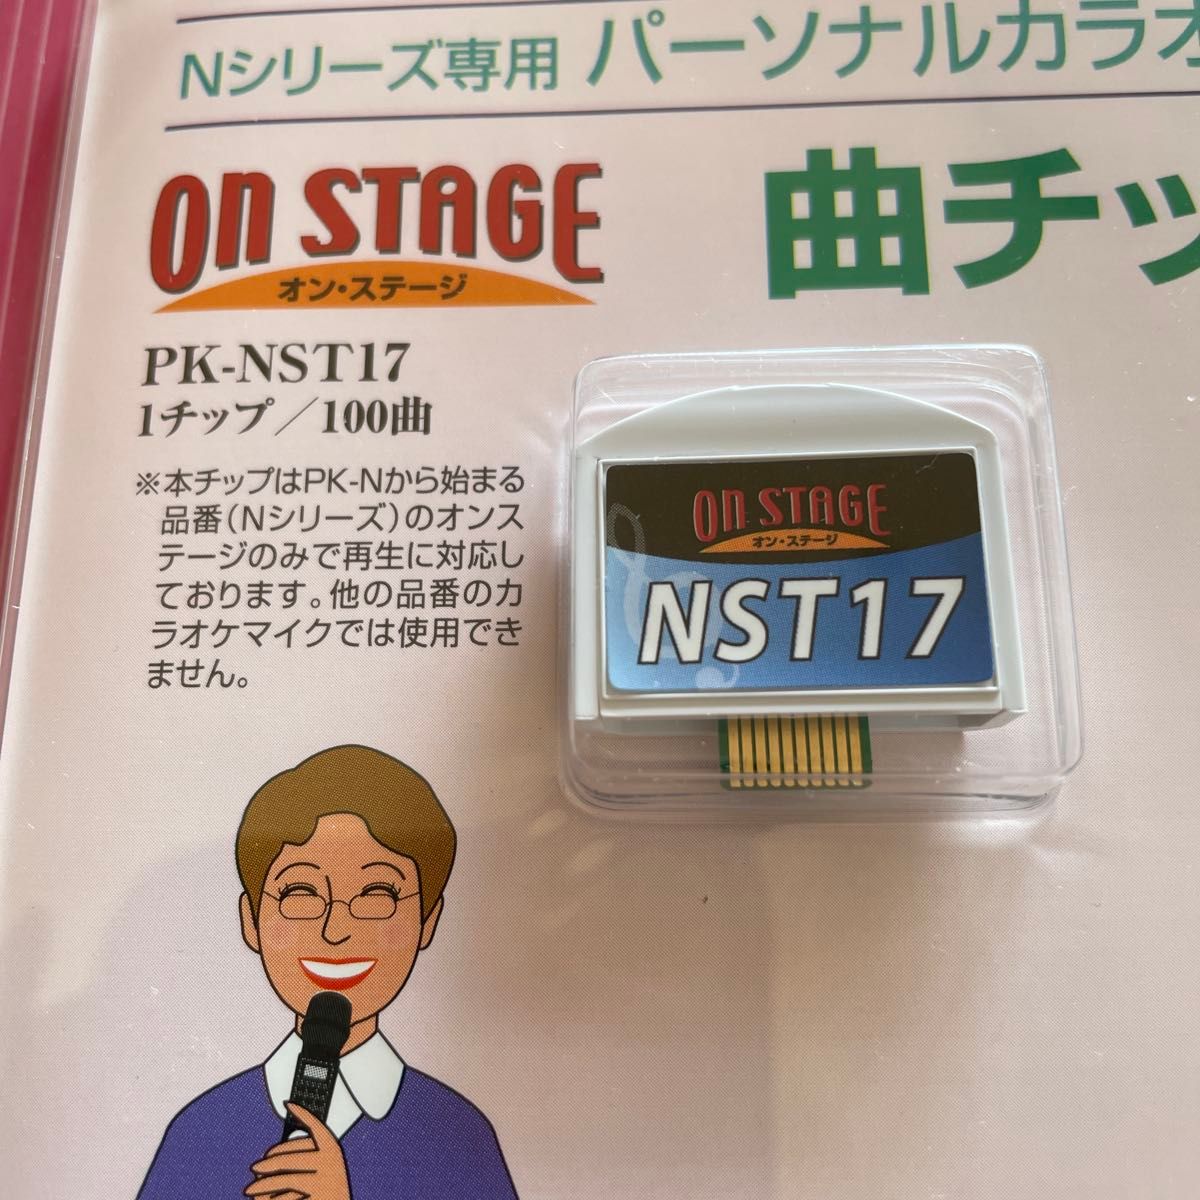 Nシリーズ専用 パーソナルカラオ
On STAGE
オン・ステージ
曲チッ
PK-NST17
1チップ／100曲
※本チップはPK-Nから始まる
品番(Nシリーズ)のオンス
テージのみで再生に対応し
ております。他の品番のカ
ラオケマイクでは使用でき
ません。
On STAGE
オン・ステージ
NST17